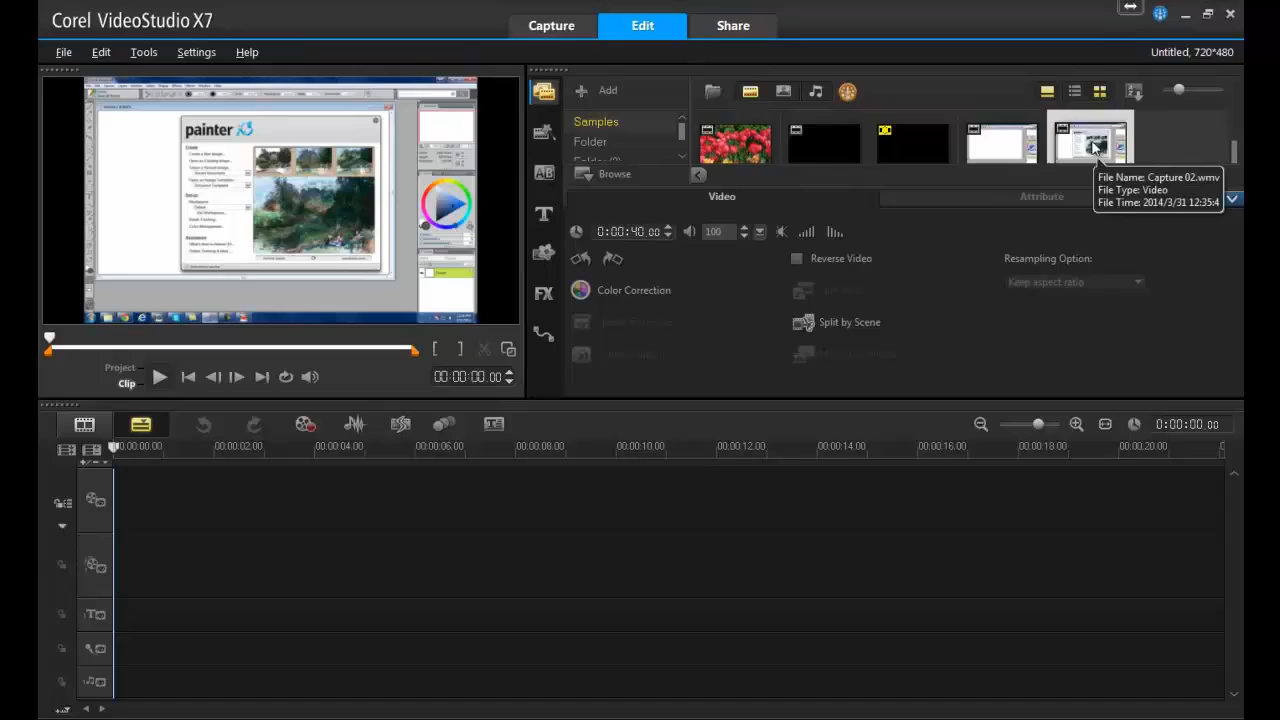 Corel VideoStudio X7
Capture
Edit
Share
File
Edit
Tools
Settings
Help
Untitled, 720*480
painter X3
Add
Samples
Folder
Browse
File Name: Capture 02.wmv
File Type: Video
File Time: 2014/3/31 12:35:4
Video
Attribute
0:00:40.00
100
Reverse Video
Resampling Option:
Keep aspect ratio
Color Correction
Split by Scene
Project
Clip
00:00:00.00
0:00:00.00
00:00:00.00
00:00:02.00
00:00:04.00
00:00:06.00
00:00:08.00
00:00:10.00
00:00:12.00
00:00:14.00
00:00:16.00
00:00:18.00
00:00:20.00